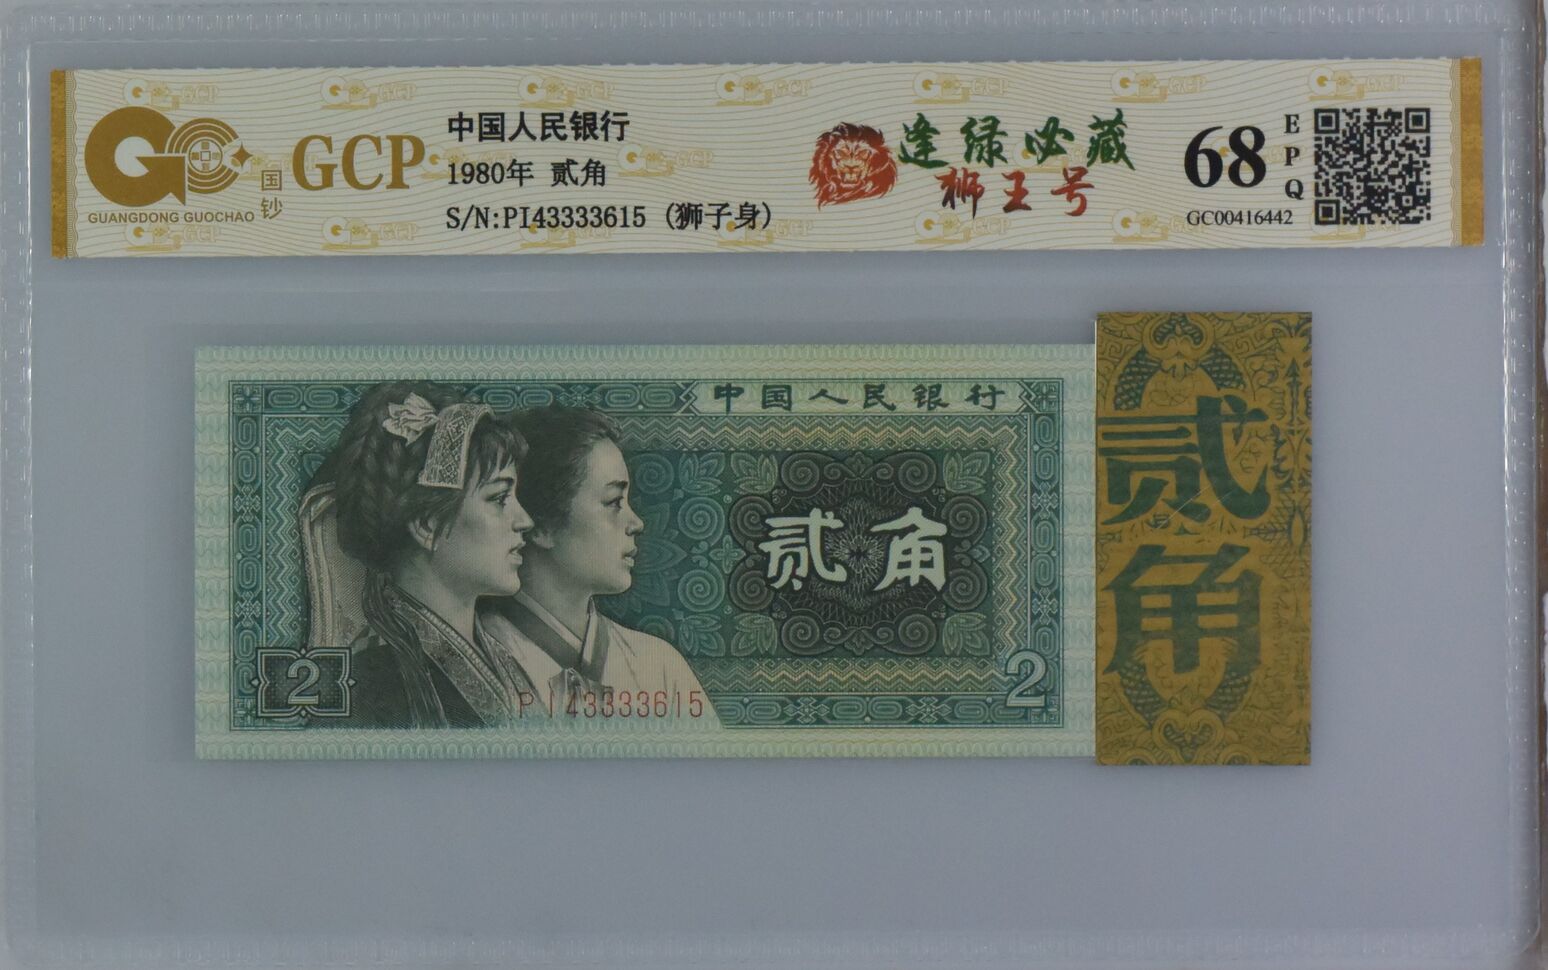 GCP
国钞
GUANGDONG GUOCHAO
中国人民银行
1980年 贰角
S/N:PI43333615 (狮子身)
逢绿必藏
狮王号
68
EPQ
GC00416442
中国人民银行
贰角
2
2
PI43333615
贰角